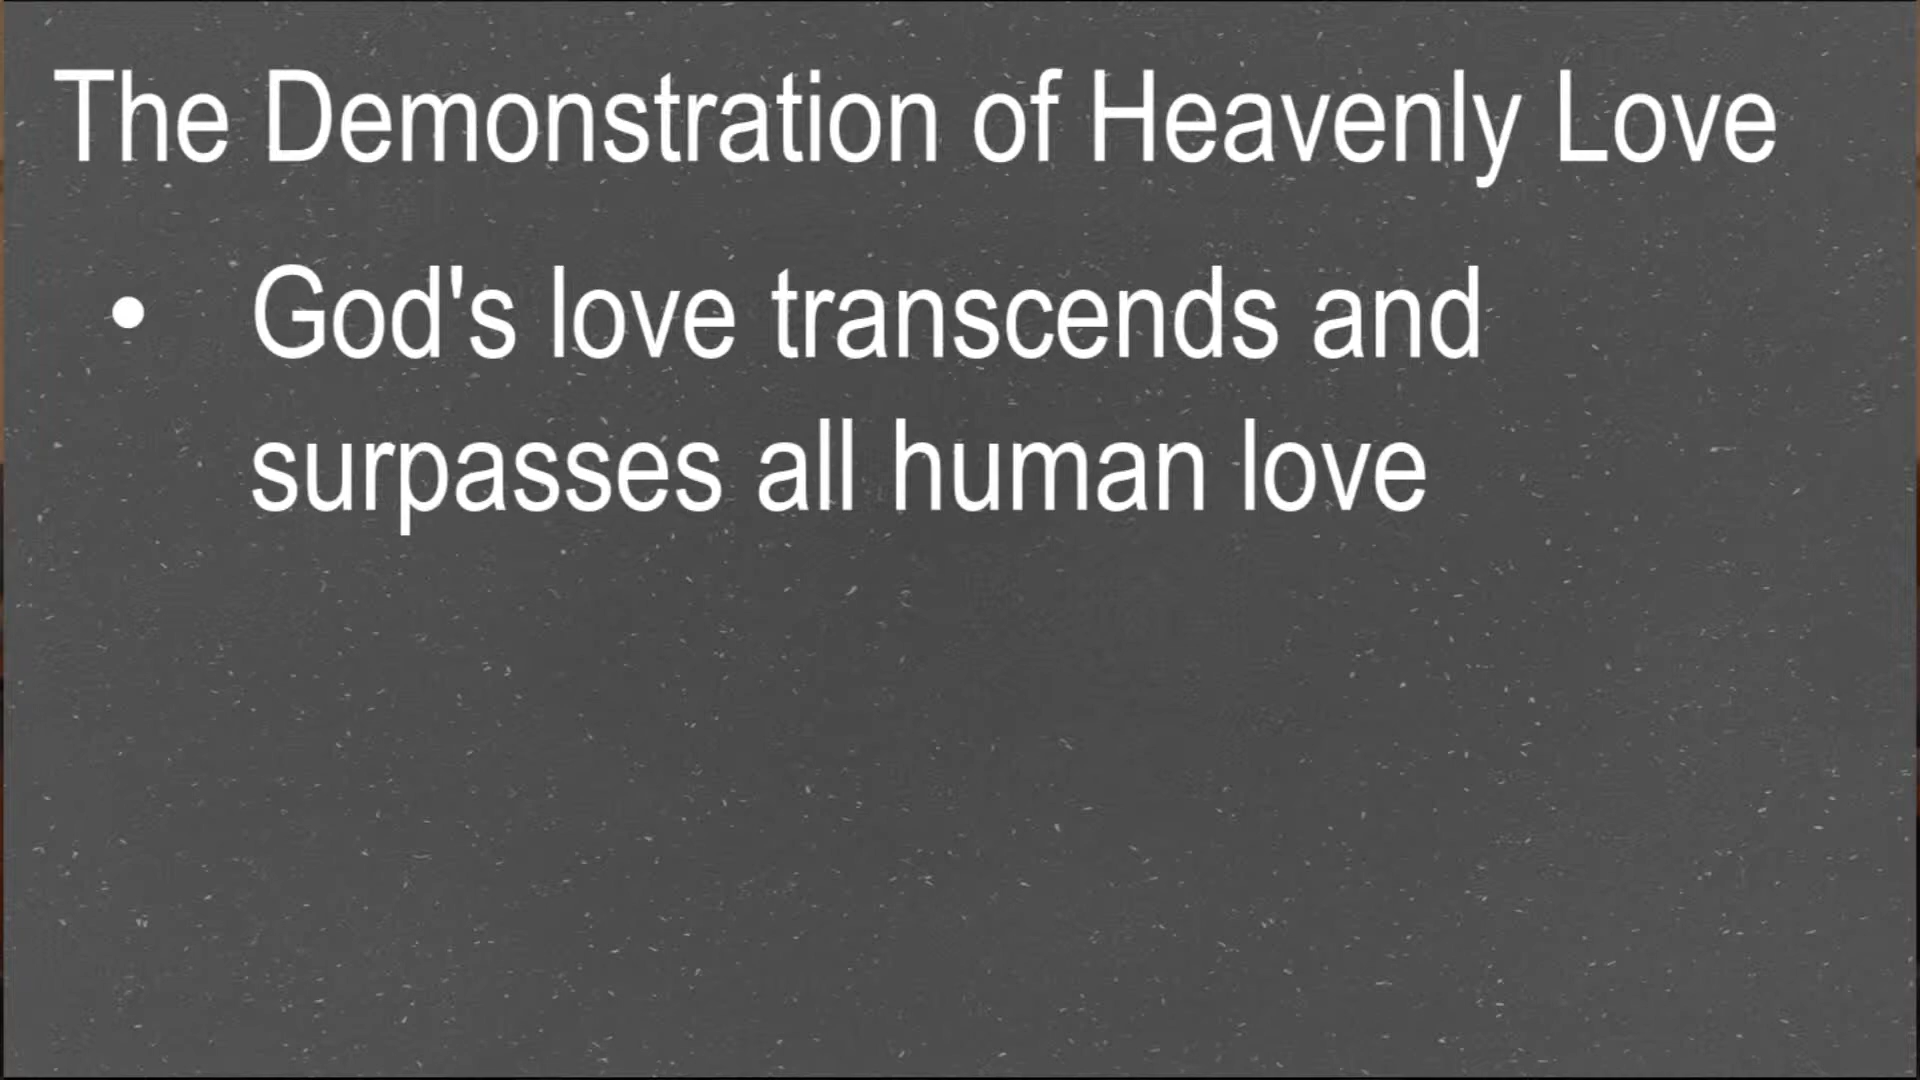 The Demonstration of Heavenly Love
• God's love transcends and
surpasses all human love